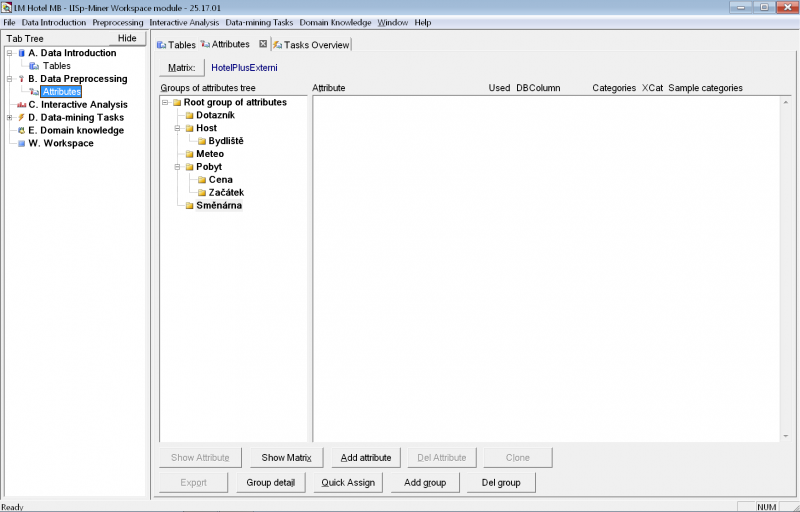 LM Hotel MB - LISp-Miner Workspace module - 25.17.01
File Data Introduction Preprocessing Interactive Analysis Data-mining Tasks Domain Knowledge Window Help
Tab Tree Hide
A. Data Introduction
Tables
B. Data Preprocessing
Attributes
C. Interactive Analysis
D. Data-mining Tasks
E. Domain knowledge
W. Workspace
Tables Attributes Tasks Overview
Matrix: HotelPlusExterni
Groups of attributes tree
Root group of attributes
Dotazník
Host
Bydliště
Meteo
Pobyt
Cena
Začátek
Směnárna
Attribute Used DBColumn Categories XCat Sample categories
Show Attribute Show Matrix Add attribute Del Attribute Clone
Export Group detail Quick Assign Add group Del group
Ready NUM